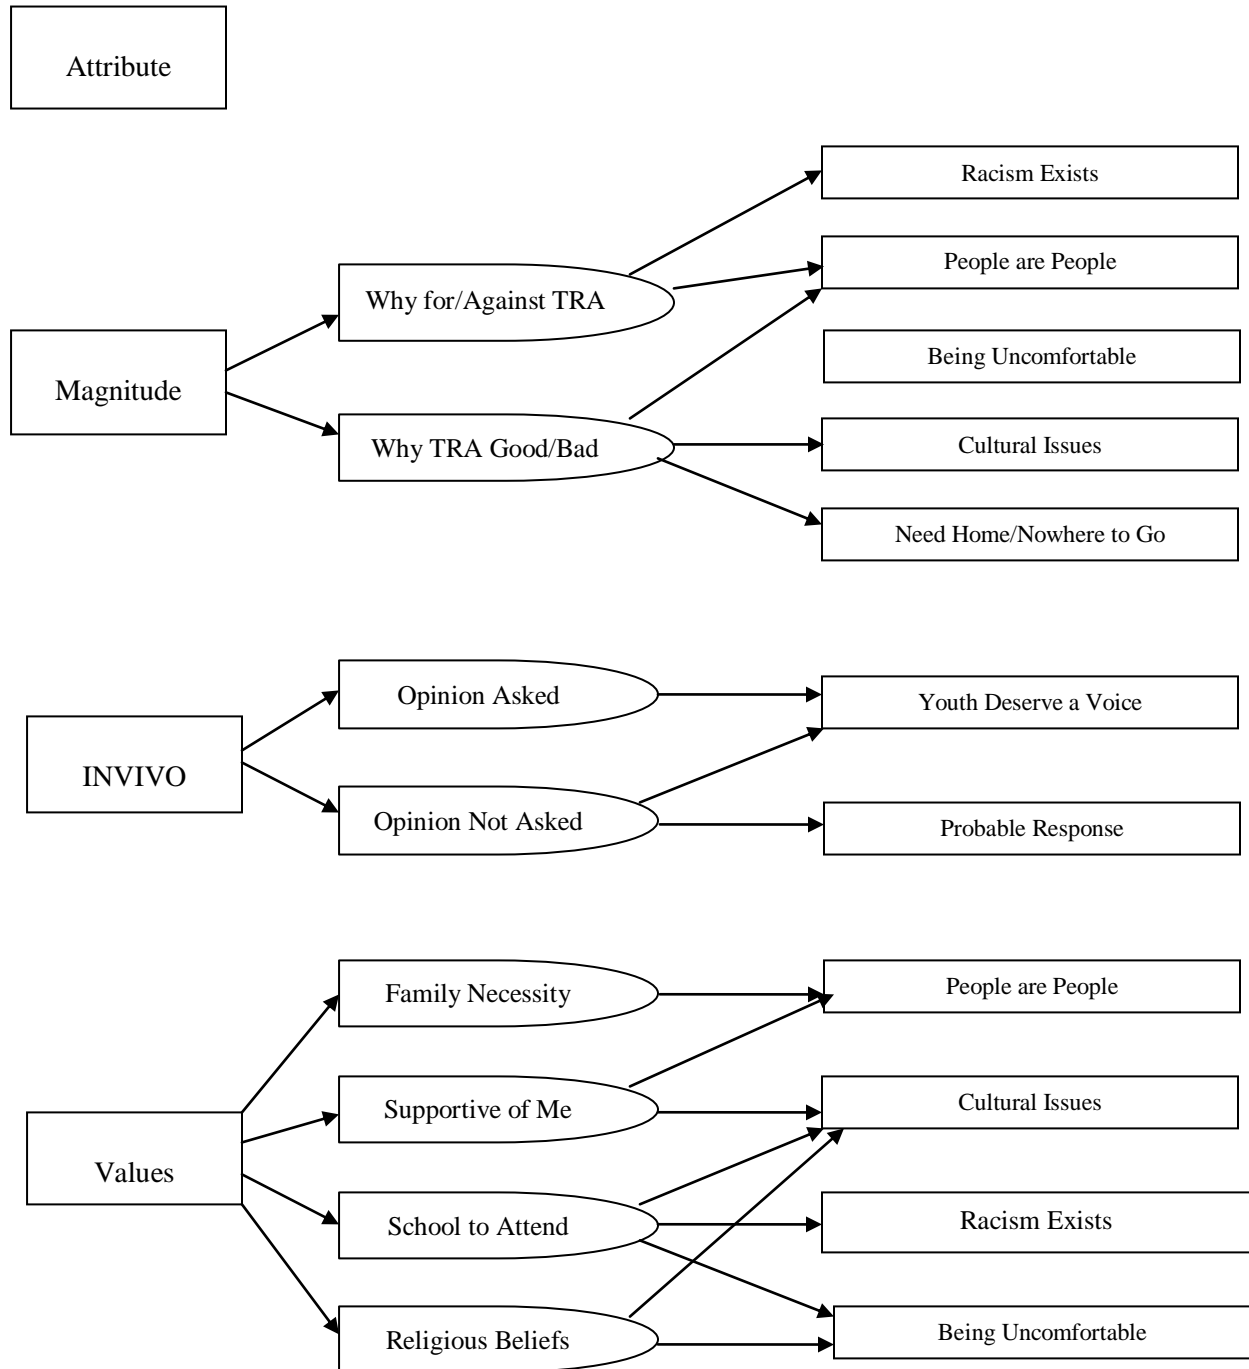 Attribute
Racism Exists
People are People
Why for/Against TRA
Being Uncomfortable
Magnitude
Cultural Issues
Why TRA Good/Bad
Need Home/Nowhere to Go
Opinion Asked
Youth Deserve a Voice
INVIVO
Opinion Not Asked
Probable Response
Family Necessity
People are People
Supportive of Me
Cultural Issues
Values
School to Attend
Racism Exists
Religious Beliefs
Being Uncomfortable